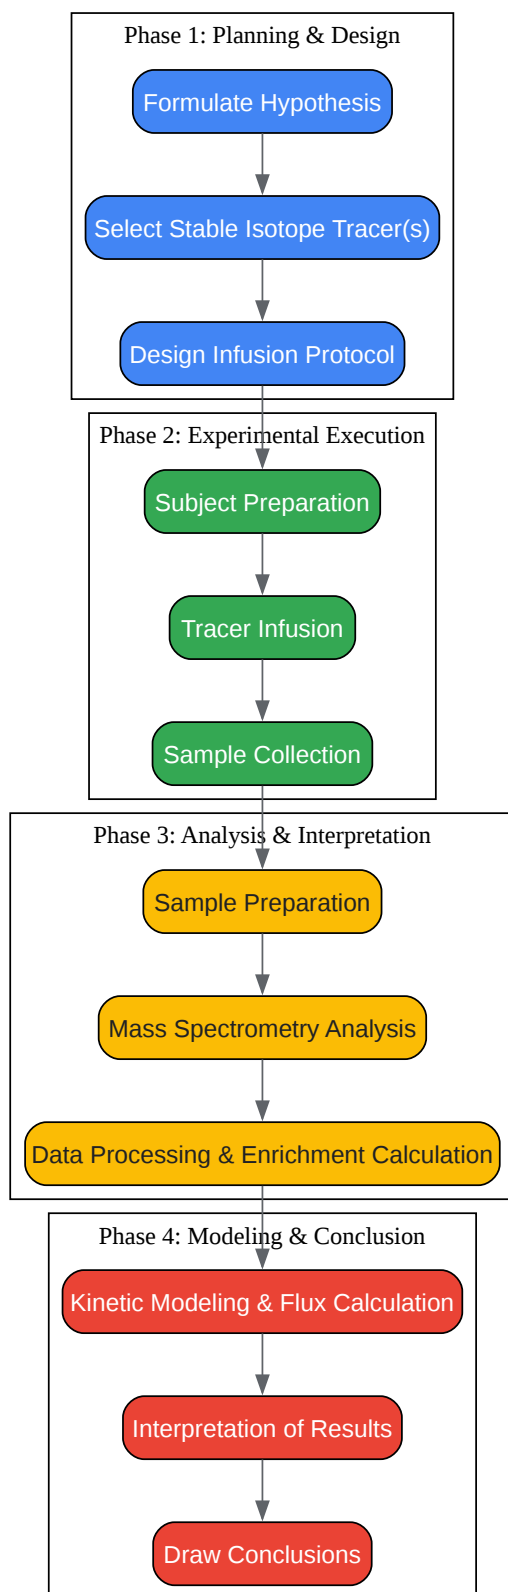 Phase 1: Planning & Design
Formulate Hypothesis
Select Stable Isotope Tracer(s)
Design Infusion Protocol
Phase 2: Experimental Execution
Subject Preparation
Tracer Infusion
Sample Collection
Phase 3: Analysis & Interpretation
Sample Preparation
Mass Spectrometry Analysis
Data Processing & Enrichment Calculation
Phase 4: Modeling & Conclusion
Kinetic Modeling & Flux Calculation
Interpretation of Results
Draw Conclusions